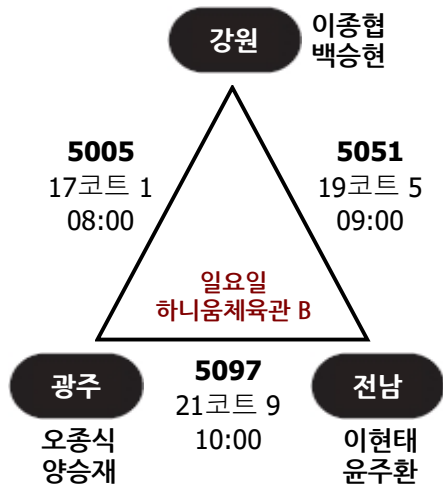 강원
이종협
백승현
5005
17코트 1
08:00
5051
19코트 5
09:00
일요일
하니움체육관 B
광주
오종식
양승재
5097
21코트 9
10:00
전남
이현태
윤주환